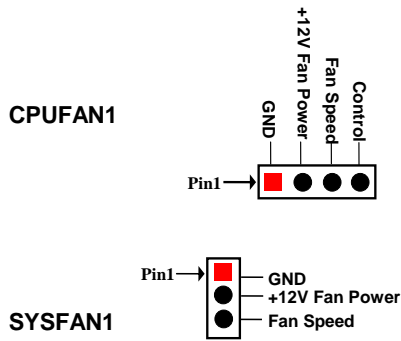 CPUFAN1
GND
+12V Fan Power
Fan Speed
Control
Pin1
SYSFAN1
Pin1
GND
+12V Fan Power
Fan Speed